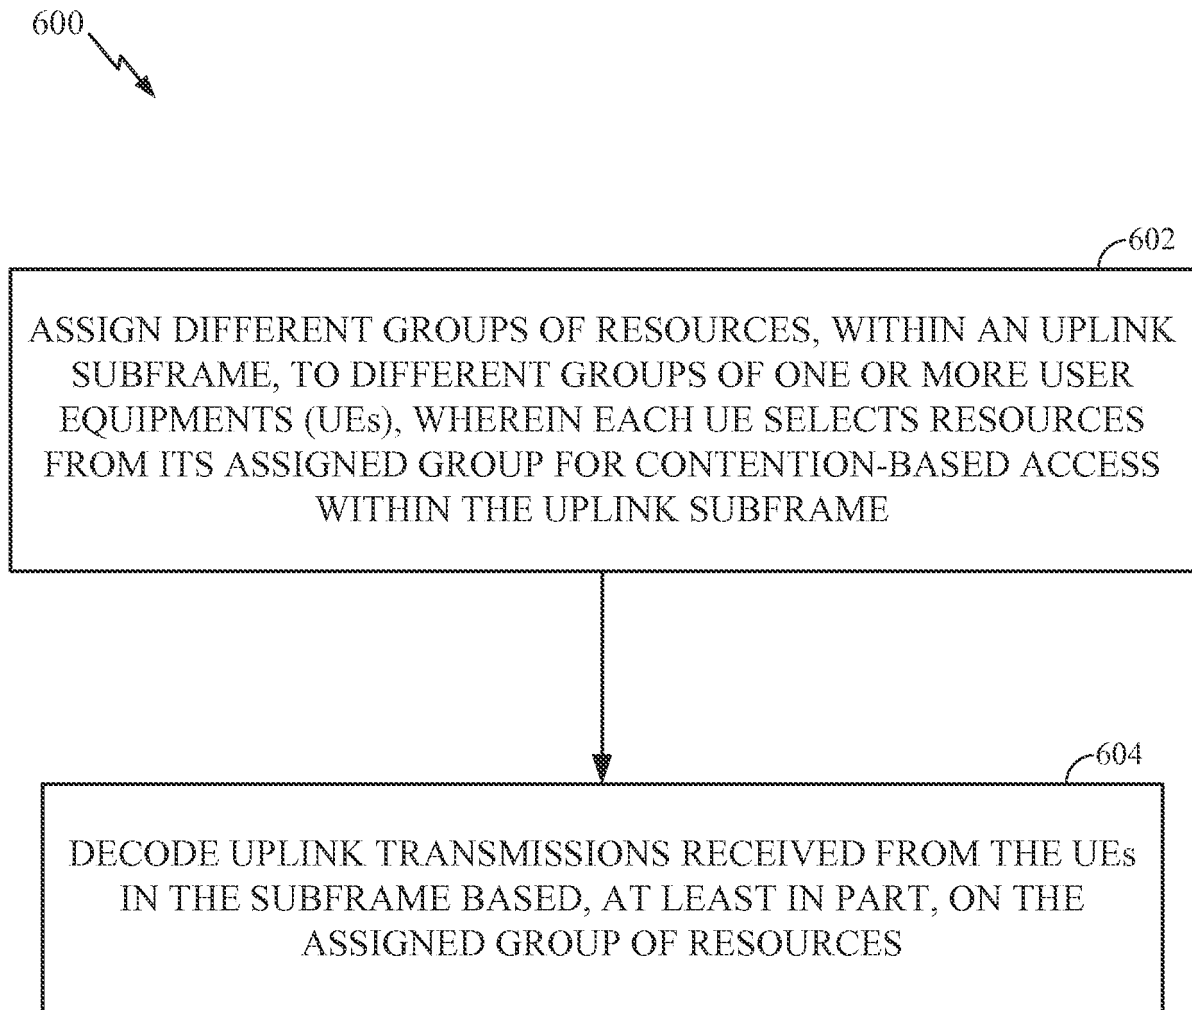 600
602
ASSIGN DIFFERENT GROUPS OF RESOURCES, WITHIN AN UPLINK
SUBFRAME, TO DIFFERENT GROUPS OF ONE OR MORE USER
EQUIPMENTS (UEs), WHEREIN EACH UE SELECTS RESOURCES
FROM ITS ASSIGNED GROUP FOR CONTENTION-BASED ACCESS
WITHIN THE UPLINK SUBFRAME
604
DECODE UPLINK TRANSMISSIONS RECEIVED FROM THE UEs
IN THE SUBFRAME BASED, AT LEAST IN PART, ON THE
ASSIGNED GROUP OF RESOURCES